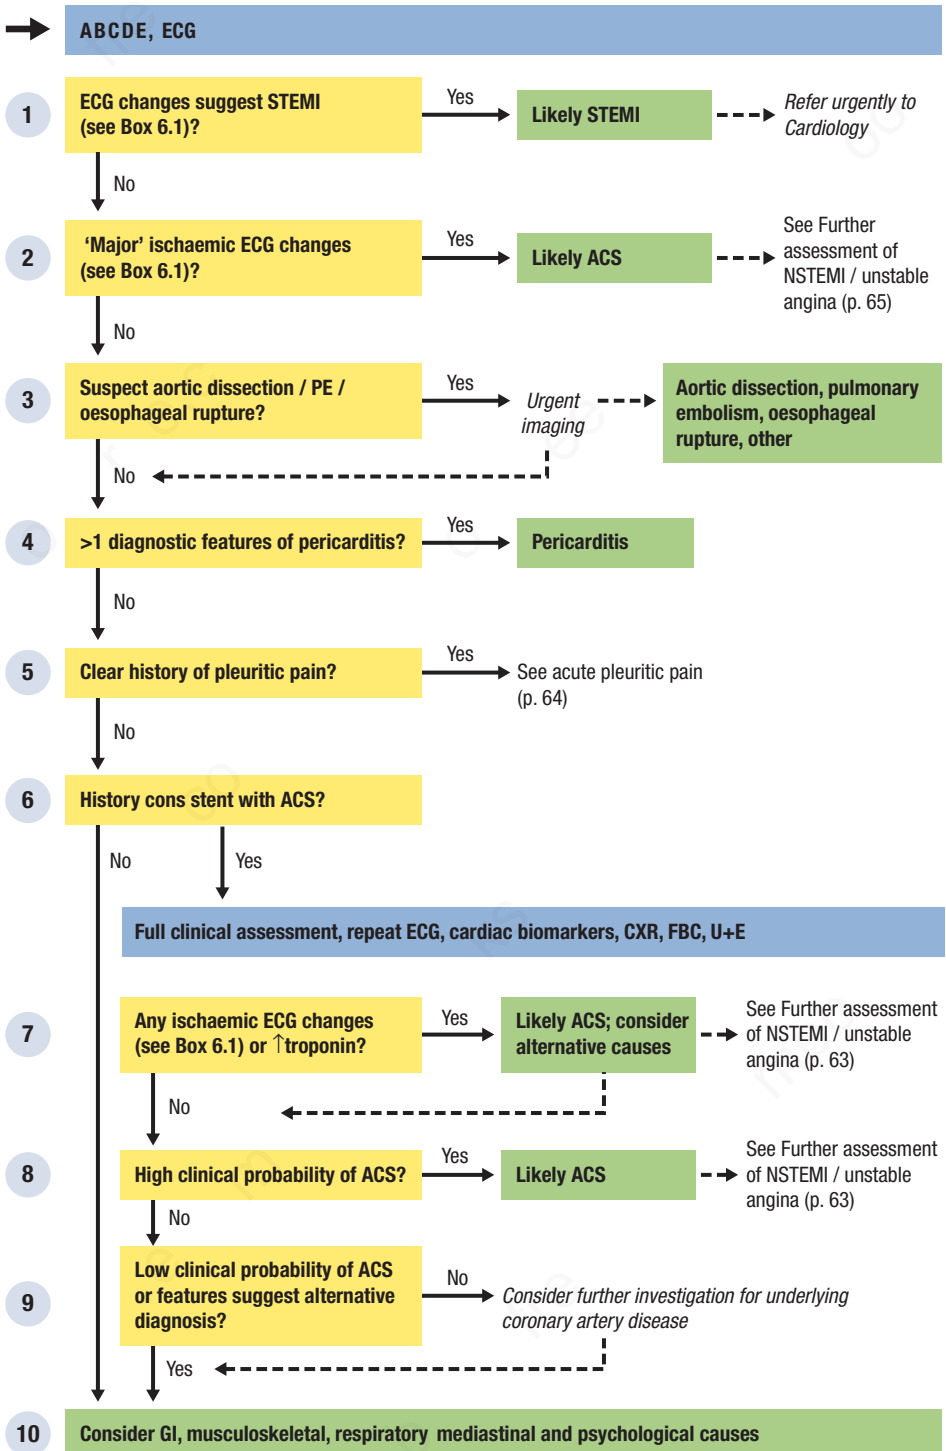 ABCDE, ECG
1
ECG changes suggest STEMI
(see Box 6.1)?
Yes
Likely STEMI
Refer urgently to
Cardiology
No
2
‘Major’ ischaemic ECG changes
(see Box 6.1)?
Yes
Likely ACS
See Further
assessment of
NSTEMI / unstable
angina (p. 65)
No
3
Suspect aortic dissection / PE /
oesophageal rupture?
Yes
Urgent
imaging
Aortic dissection, pulmonary
embolism, oesophageal
rupture, other
No
4
>1 diagnostic features of pericarditis?
Yes
Pericarditis
No
5
Clear history of pleuritic pain?
Yes
See acute pleuritic pain
(p. 64)
No
6
History cons stent with ACS?
No
Yes
Full clinical assessment, repeat ECG, cardiac biomarkers, CXR, FBC, U+E
7
Any ischaemic ECG changes
(see Box 6.1) or ↑troponin?
Yes
Likely ACS; consider
alternative causes
See Further assessment
of NSTEMI / unstable
angina (p. 63)
No
8
High clinical probability of ACS?
Yes
Likely ACS
See Further assessment
of NSTEMI / unstable
angina (p. 63)
No
9
Low clinical probability of ACS
or features suggest alternative
diagnosis?
No
Consider further investigation for underlying
coronary artery disease
Yes
10
Consider GI, musculoskeletal, respiratory mediastinal and psychological causes